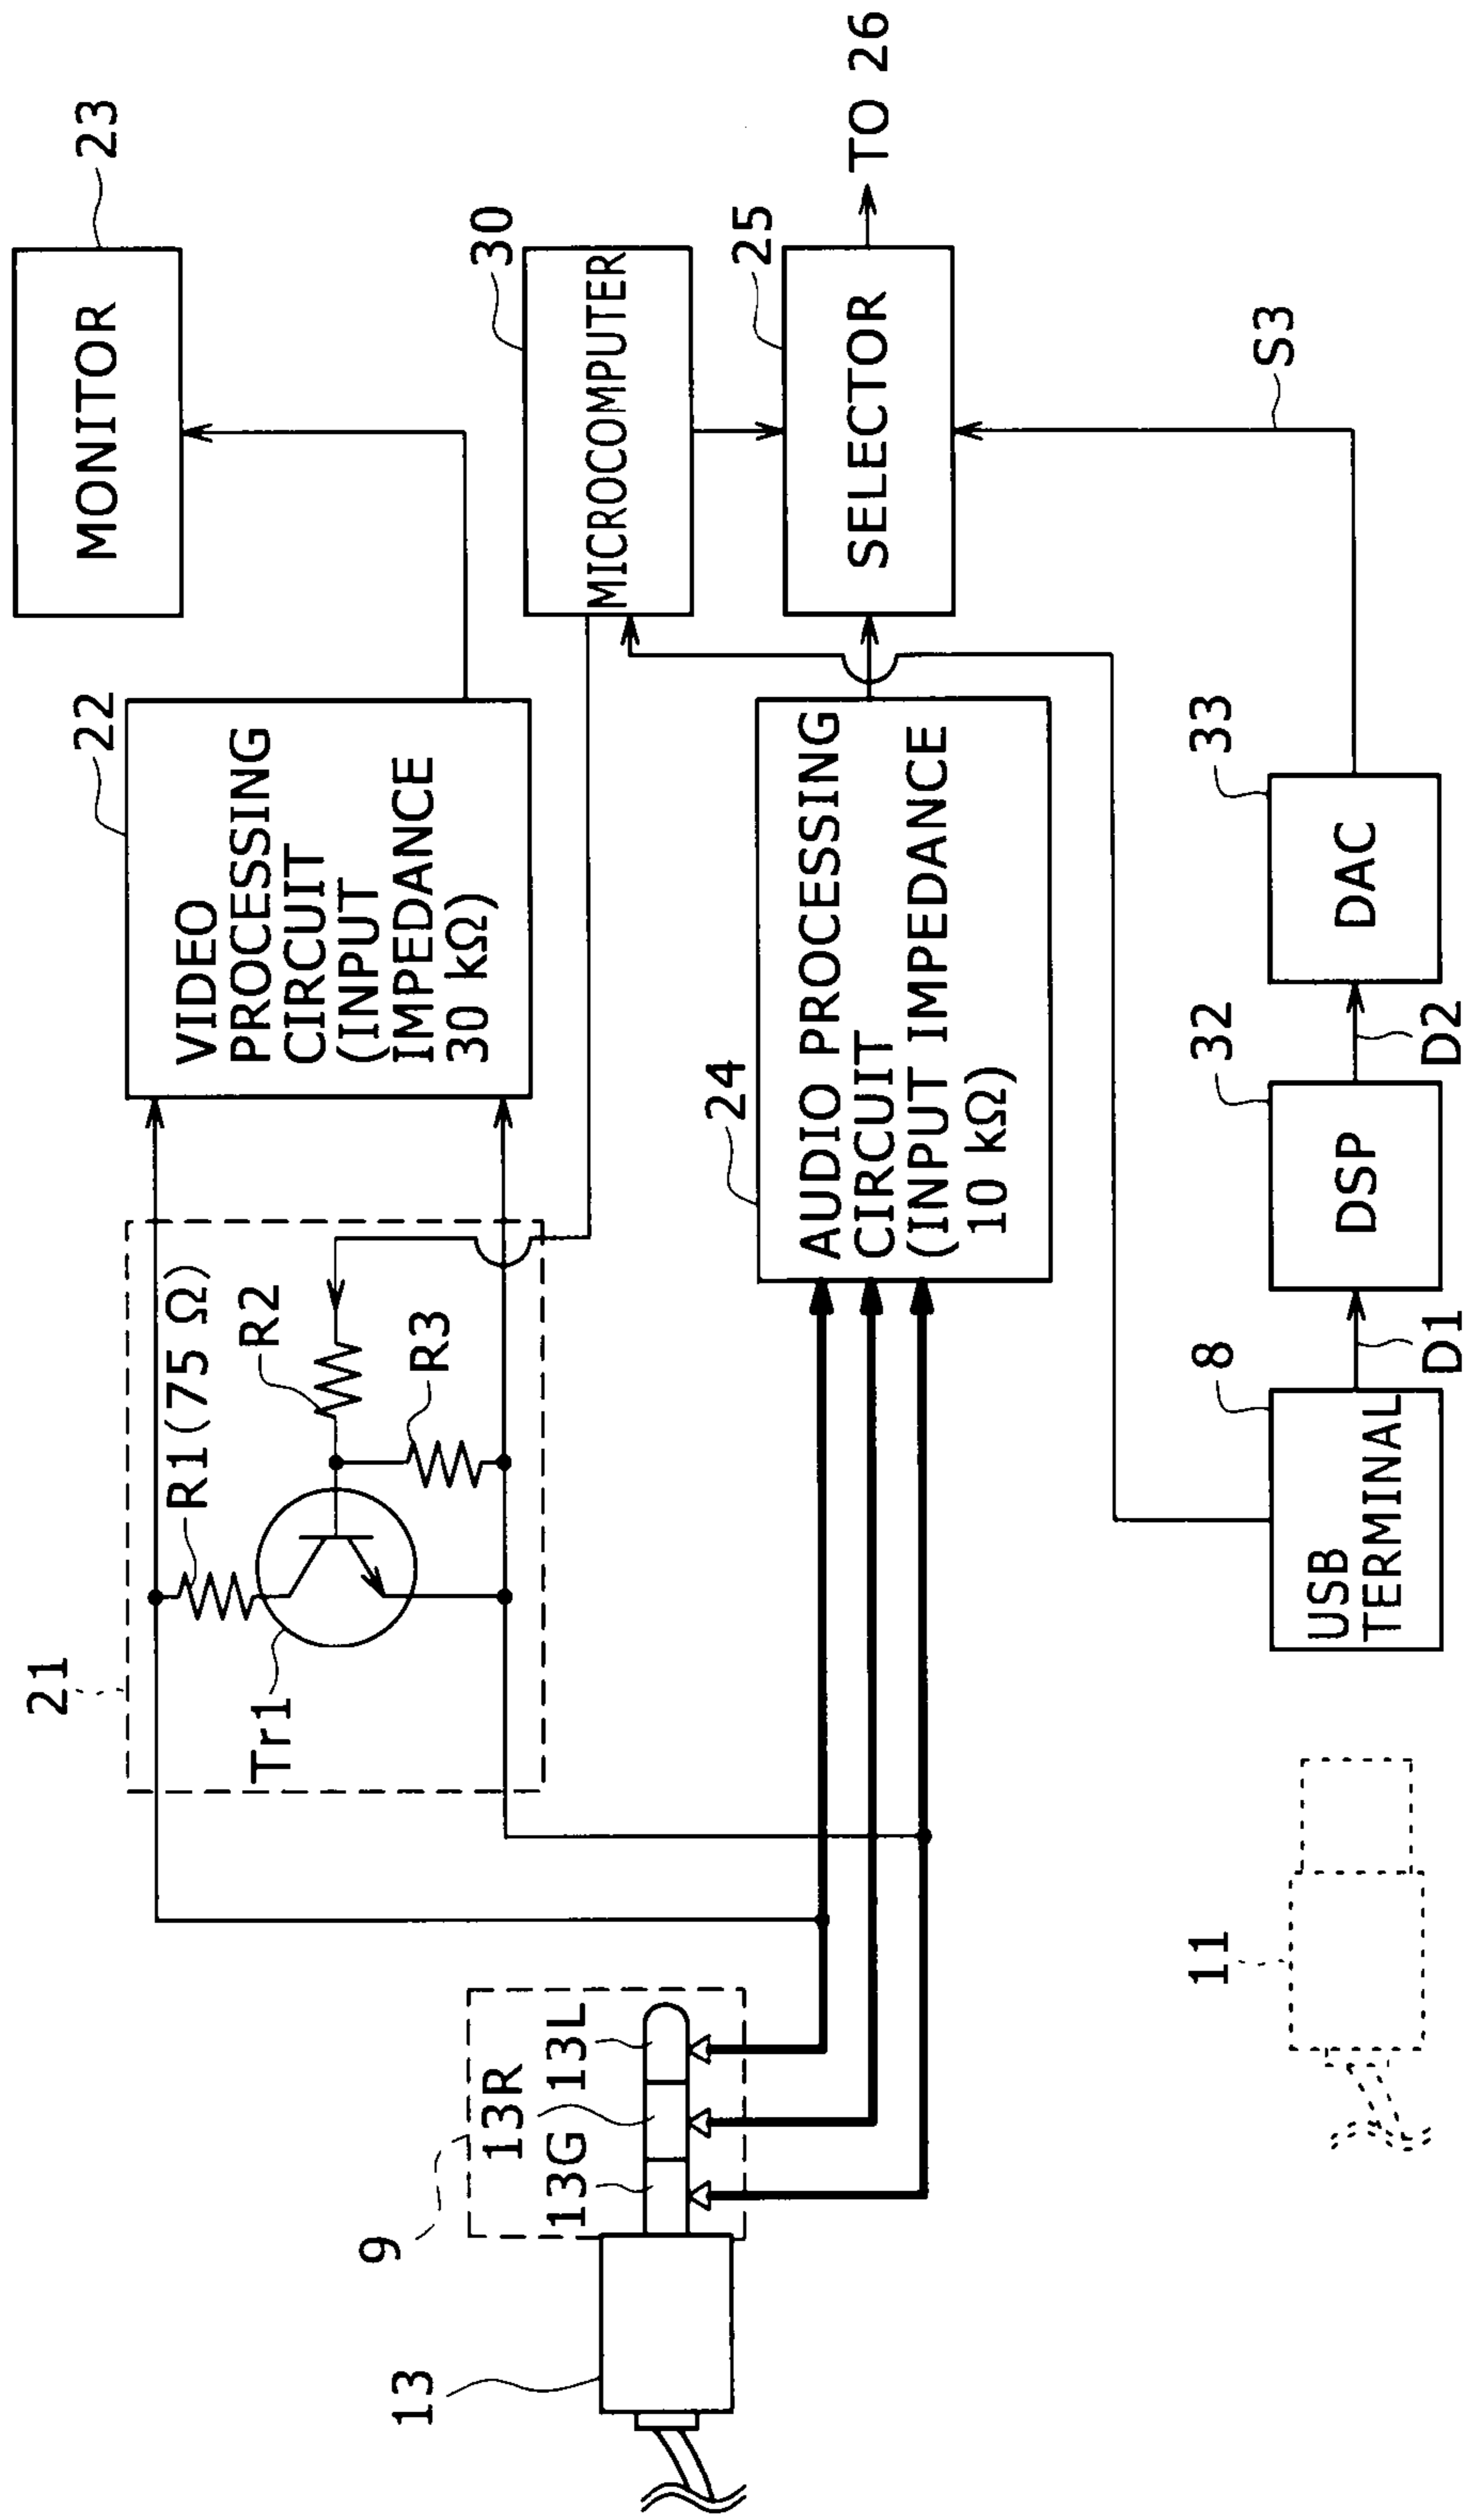 MONITOR
23
22
VIDEO
PROCESSING
CIRCUIT
(INPUT
IMPEDANCE
30 kΩ)
21
R1(75 Ω)
R2
R3
Tr1
30
MICROCOMPUTER
25
SELECTOR
TO 26
24
AUDIO PROCESSING
CIRCUIT
(INPUT IMPEDANCE
10 kΩ)
9
13
13R
13G
13L
S3
33
DAC
D2
32
DSP
D1
8
USB
TERMINAL
11